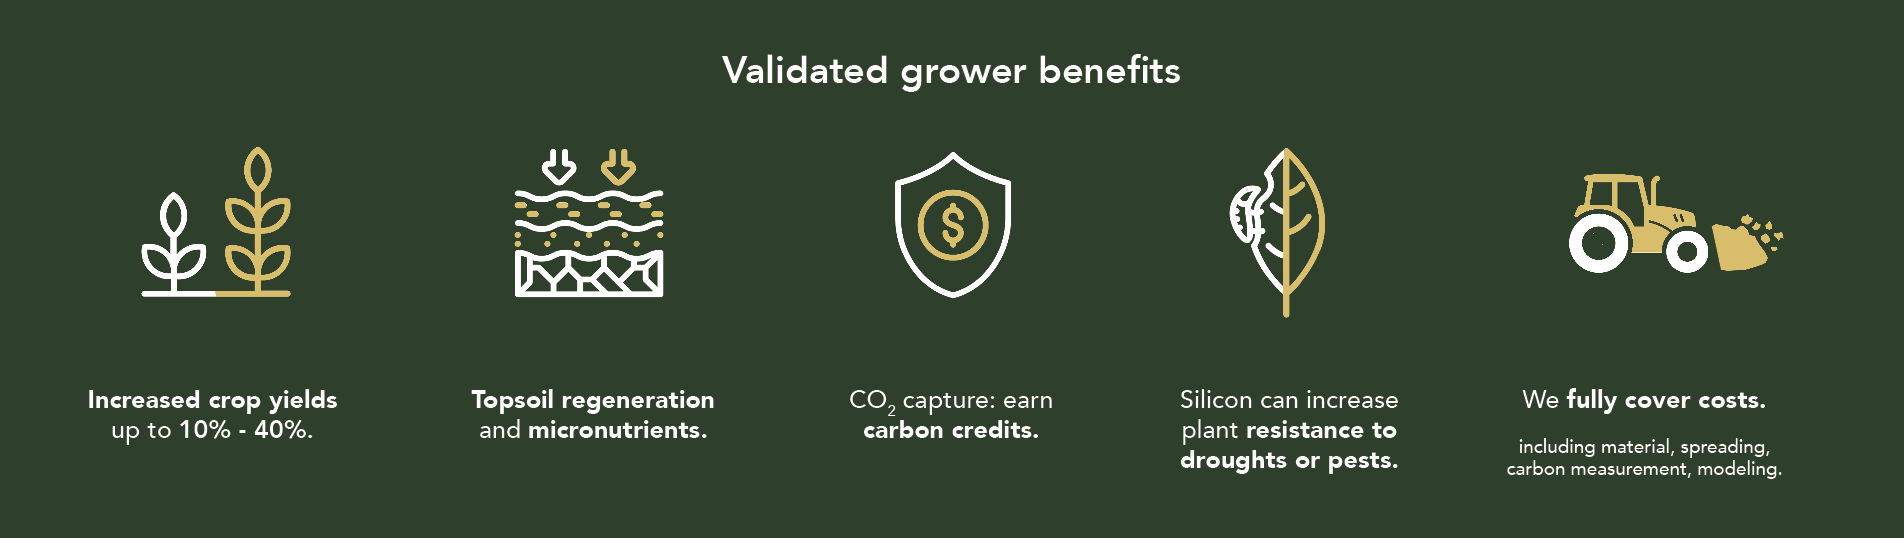 Validated grower benefits
Increased crop yields
up to 10% - 40%.
Topsoil regeneration
and micronutrients.
CO₂ capture: earn
carbon credits.
Silicon can increase
plant resistance to
droughts or pests.
We fully cover costs.
including material, spreading,
carbon measurement, modeling.
$